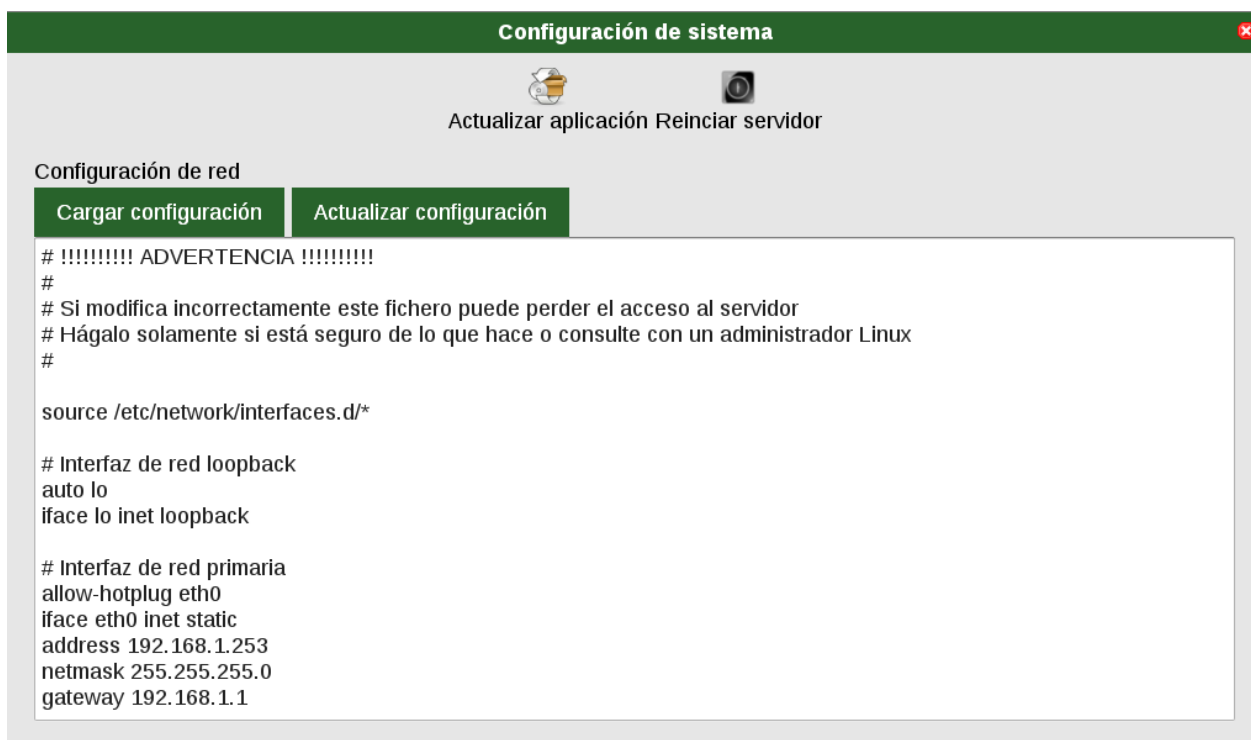 Configuración de sistema
Actualizar aplicación Reinciar servidor
Configuración de red
Cargar configuración Actualizar configuración
# !!!!!!!!!! ADVERTENCIA !!!!!!!!!!
#
# Si modifica incorrectamente este fichero puede perder el acceso al servidor
# Hágalo solamente si está seguro de lo que hace o consulte con un administrador Linux
#
source /etc/network/interfaces.d/*
# Interfaz de red loopback
auto lo
iface lo inet loopback
# Interfaz de red primaria
allow-hotplug eth0
iface eth0 inet static
address 192.168.1.253
netmask 255.255.255.0
gateway 192.168.1.1